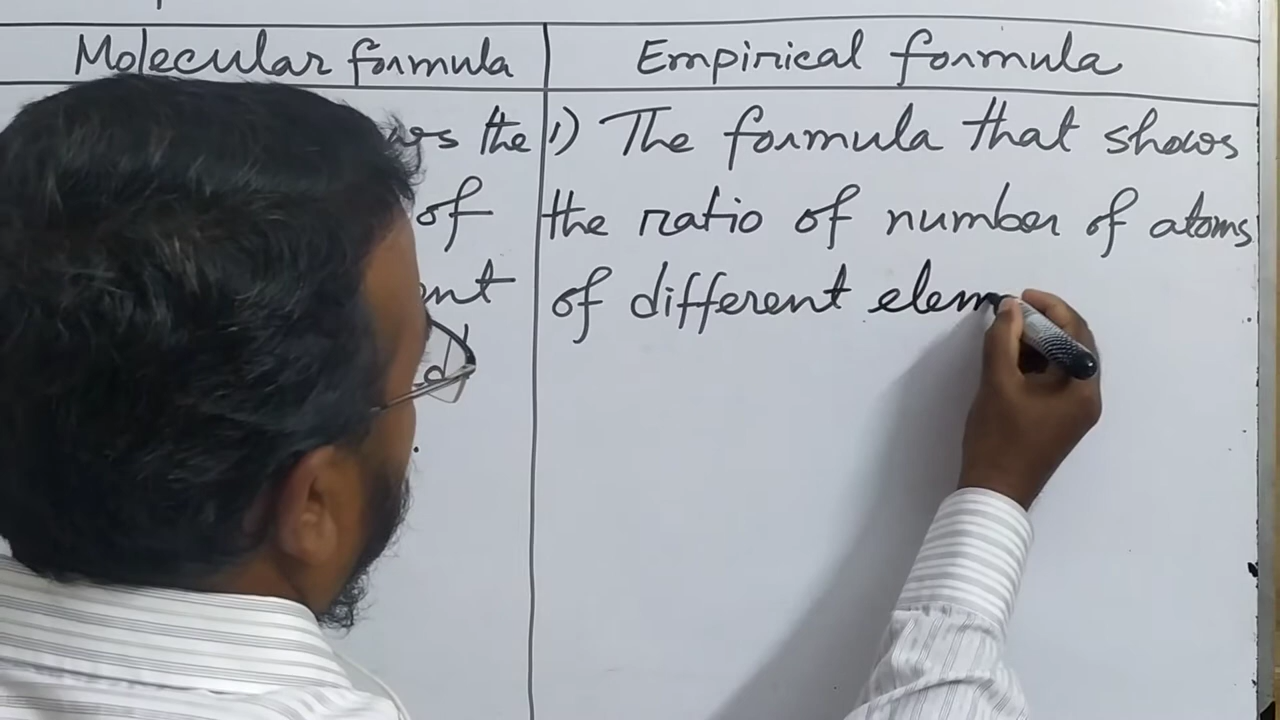 Molecular formula
Empirical formula
the
of
1) The formula that shows
the ratio of number of atoms
of different elem